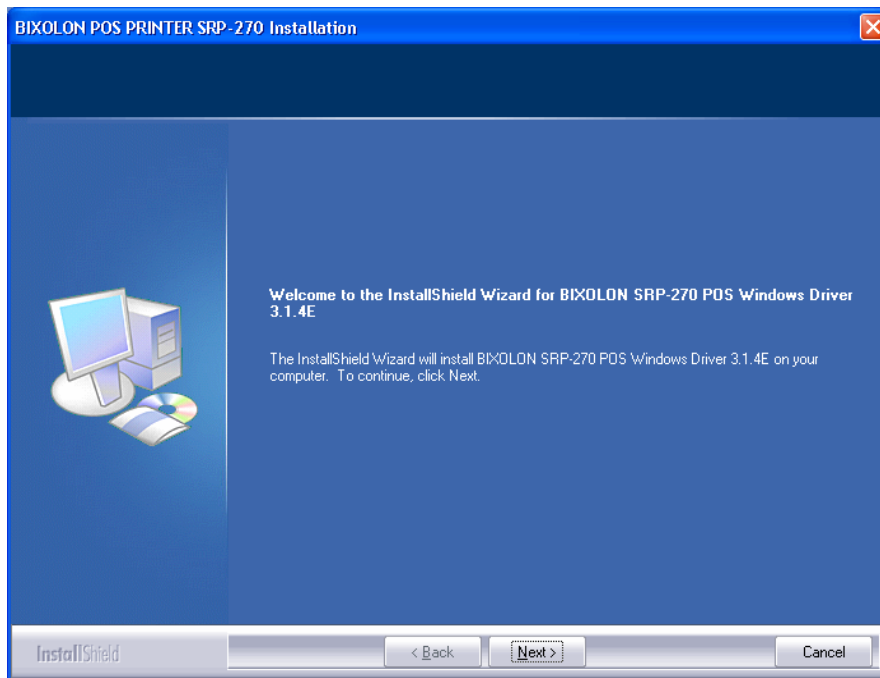 BIXOLON POS PRINTER SRP-270 Installation
Welcome to the InstallShield Wizard for BIXOLON SRP-270 POS Windows Driver
3.1.4E
The InstallShield Wizard will install BIXOLON SRP-270 POS Windows Driver 3.1.4E on your
computer. To continue, click Next.
InstallShield
< Back
Next >
Cancel